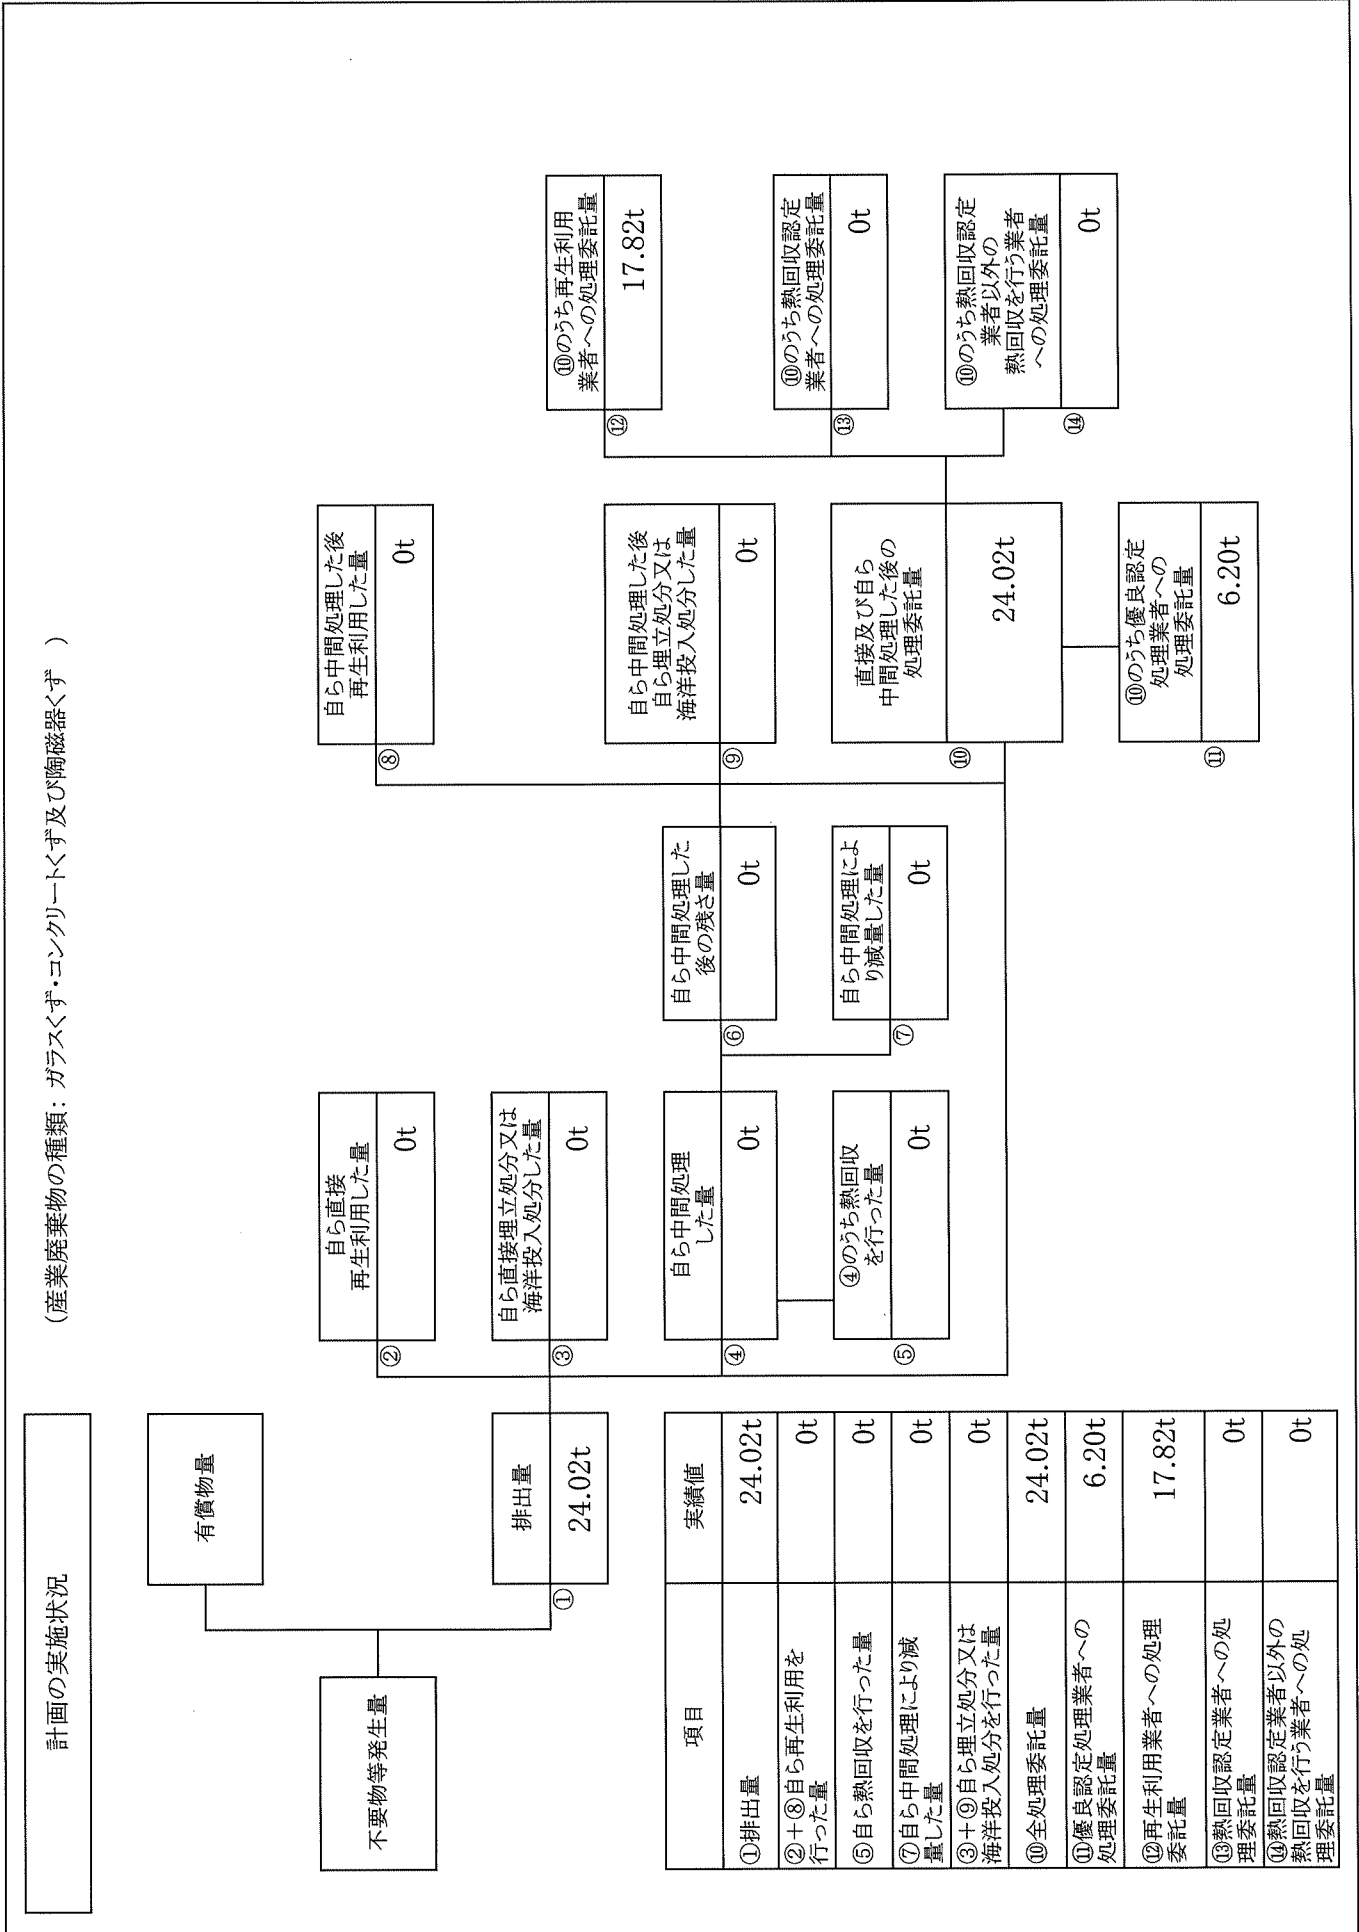 計画の実施状況
(産業廃棄物の種類: ガラスくず・コンクリートくず及び陶磁器くず )
不要物等発生量
有償物量
①
排出量
24.02t
②
自ら直接
再生利用した量
0t
③
自ら直接埋立処分又は
海洋投入処分した量
0t
④
自ら中間処理
した量
0t
⑤
④のうち熱回収
を行った量
0t
⑥
自ら中間処理した
後の残さ量
0t
⑦
自ら中間処理によ
り減量した量
0t
⑧
自ら中間処理した後
再生利用した量
0t
⑨
自ら中間処理した後
自ら埋立処分又は
海洋投入処分した量
0t
⑩
直接及び自ら
中間処理した後の
処理委託量
24.02t
⑪
⑩のうち優良認定
処理業者への
処理委託量
6.20t
⑫
⑩のうち再生利用
業者への処理委託量
17.82t
⑬
⑩のうち熱回収認定
業者への処理委託量
0t
⑭
⑩のうち熱回収認定
業者以外の
熱回収を行う業者
への処理委託量
0t
項目 実績値
①排出量 24.02t
②+⑧自ら再生利用を
行った量 0t
⑤自ら熱回収を行った量 0t
⑦自ら中間処理により減
量した量 0t
③+⑨自ら埋立処分又は
海洋投入処分を行った量 0t
⑩全処理委託量 24.02t
⑪優良認定処理業者への
処理委託量 6.20t
⑫再生利用業者への処理
委託量 17.82t
⑬熱回収認定業者への処
理委託量 0t
⑭熱回収認定業者以外の
熱回収を行う業者への処
理委託量 0t